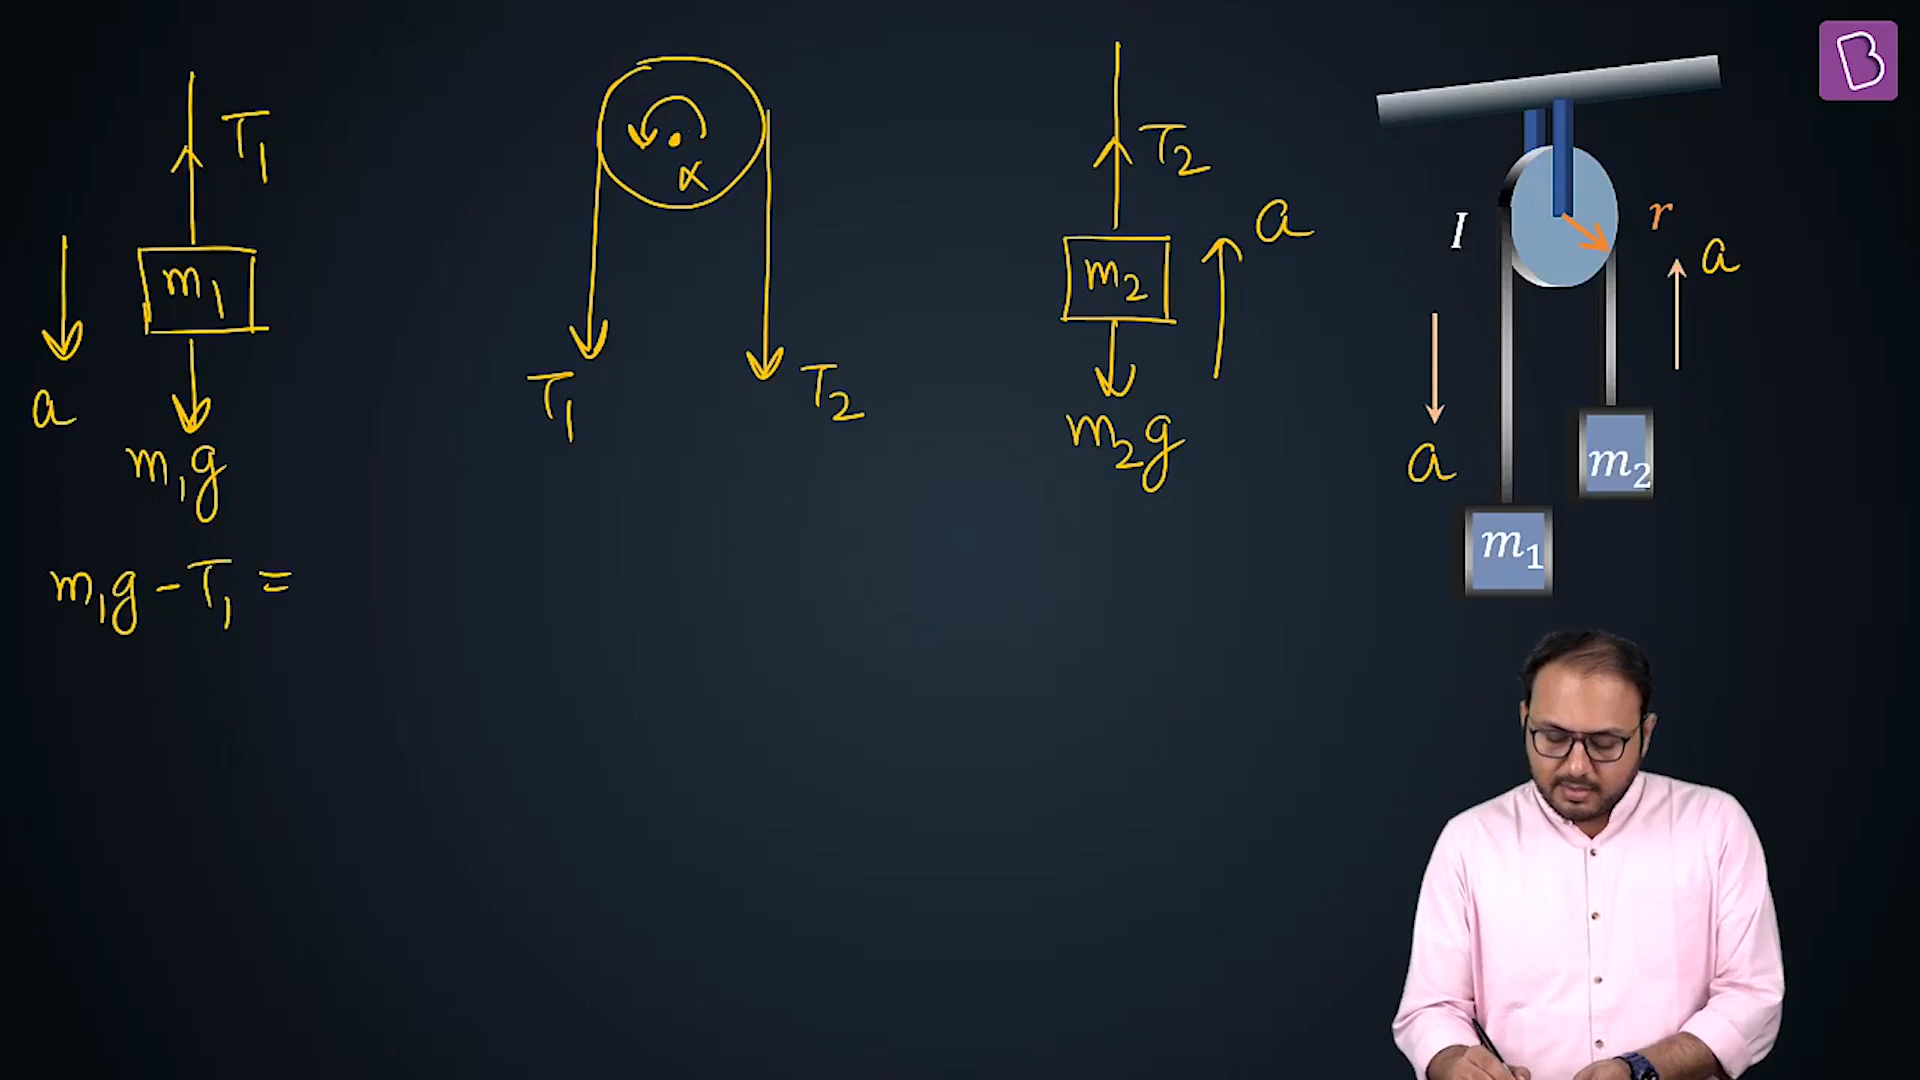 T₁
m₁
a
m₁g
m₁g - T₁ =
α
T₁
T₂
T₂
a
m₂
m₂g
I
r
a
a
m₂
m₁
B